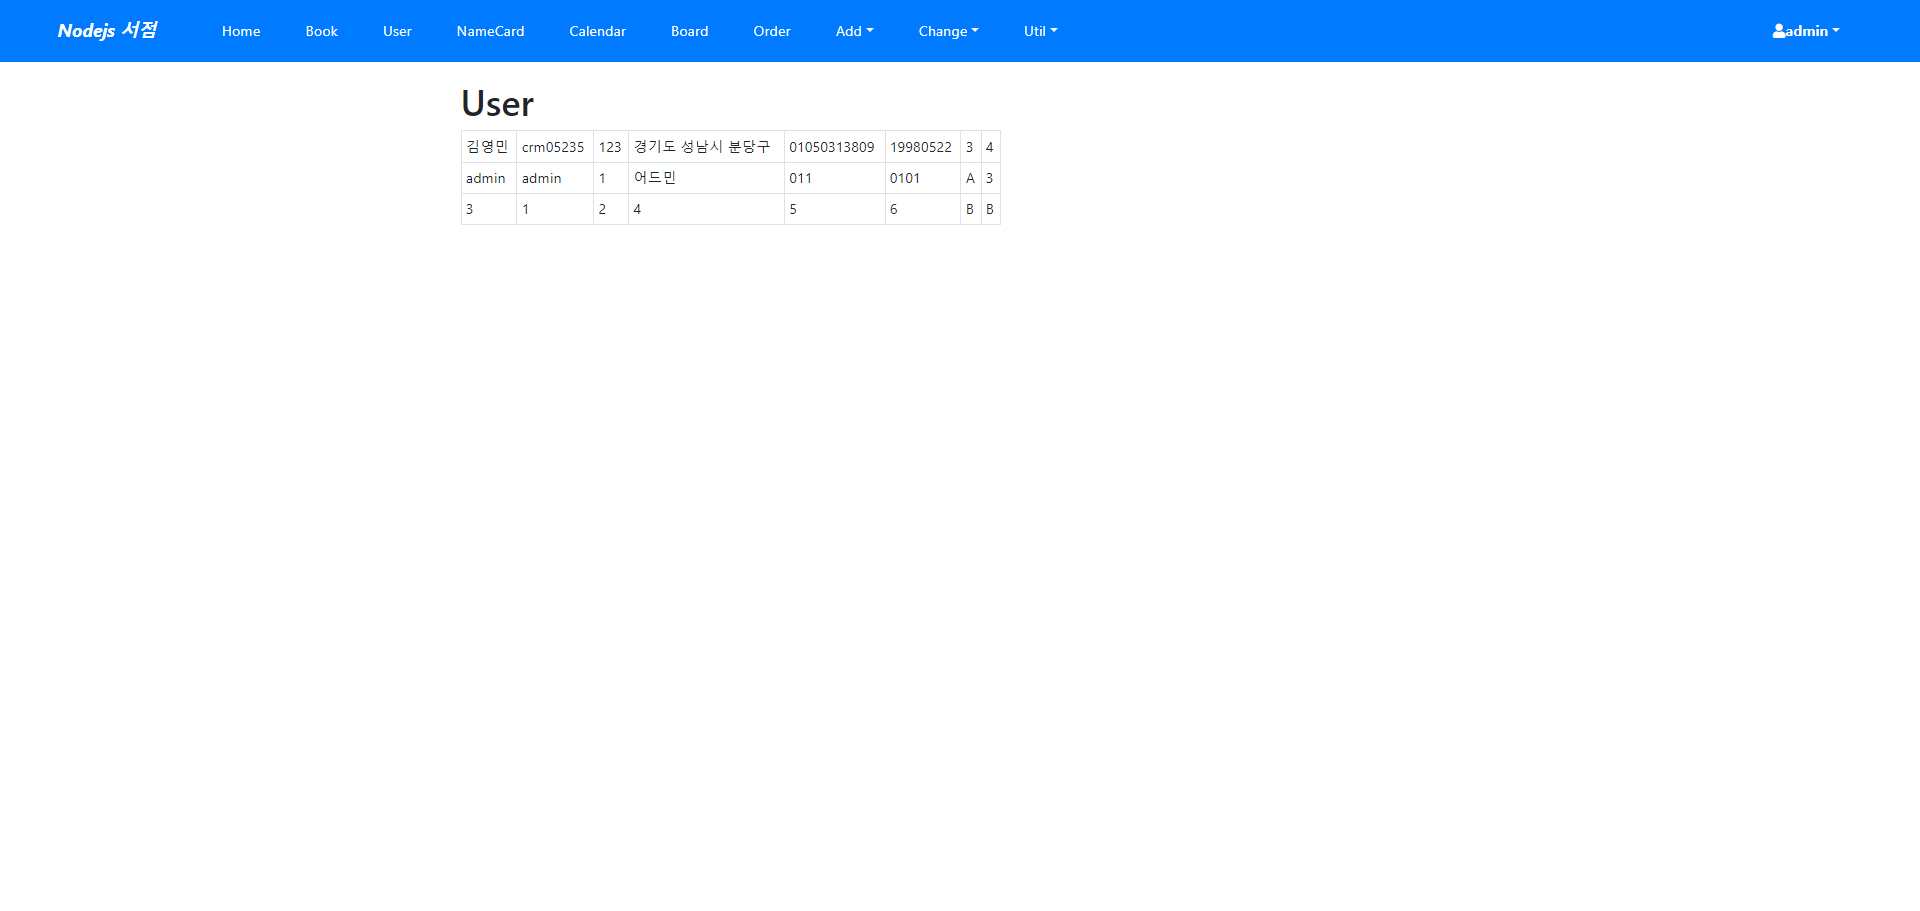 Nodejs 서점 Home Book User NameCard Calendar Board Order Add Change Util admin
User
김영민 crm05235 123 경기도 성남시 분당구 01050313809 19980522 3 4
admin admin 1 어드민 011 0101 A 3
3 1 2 4 5 6 B B